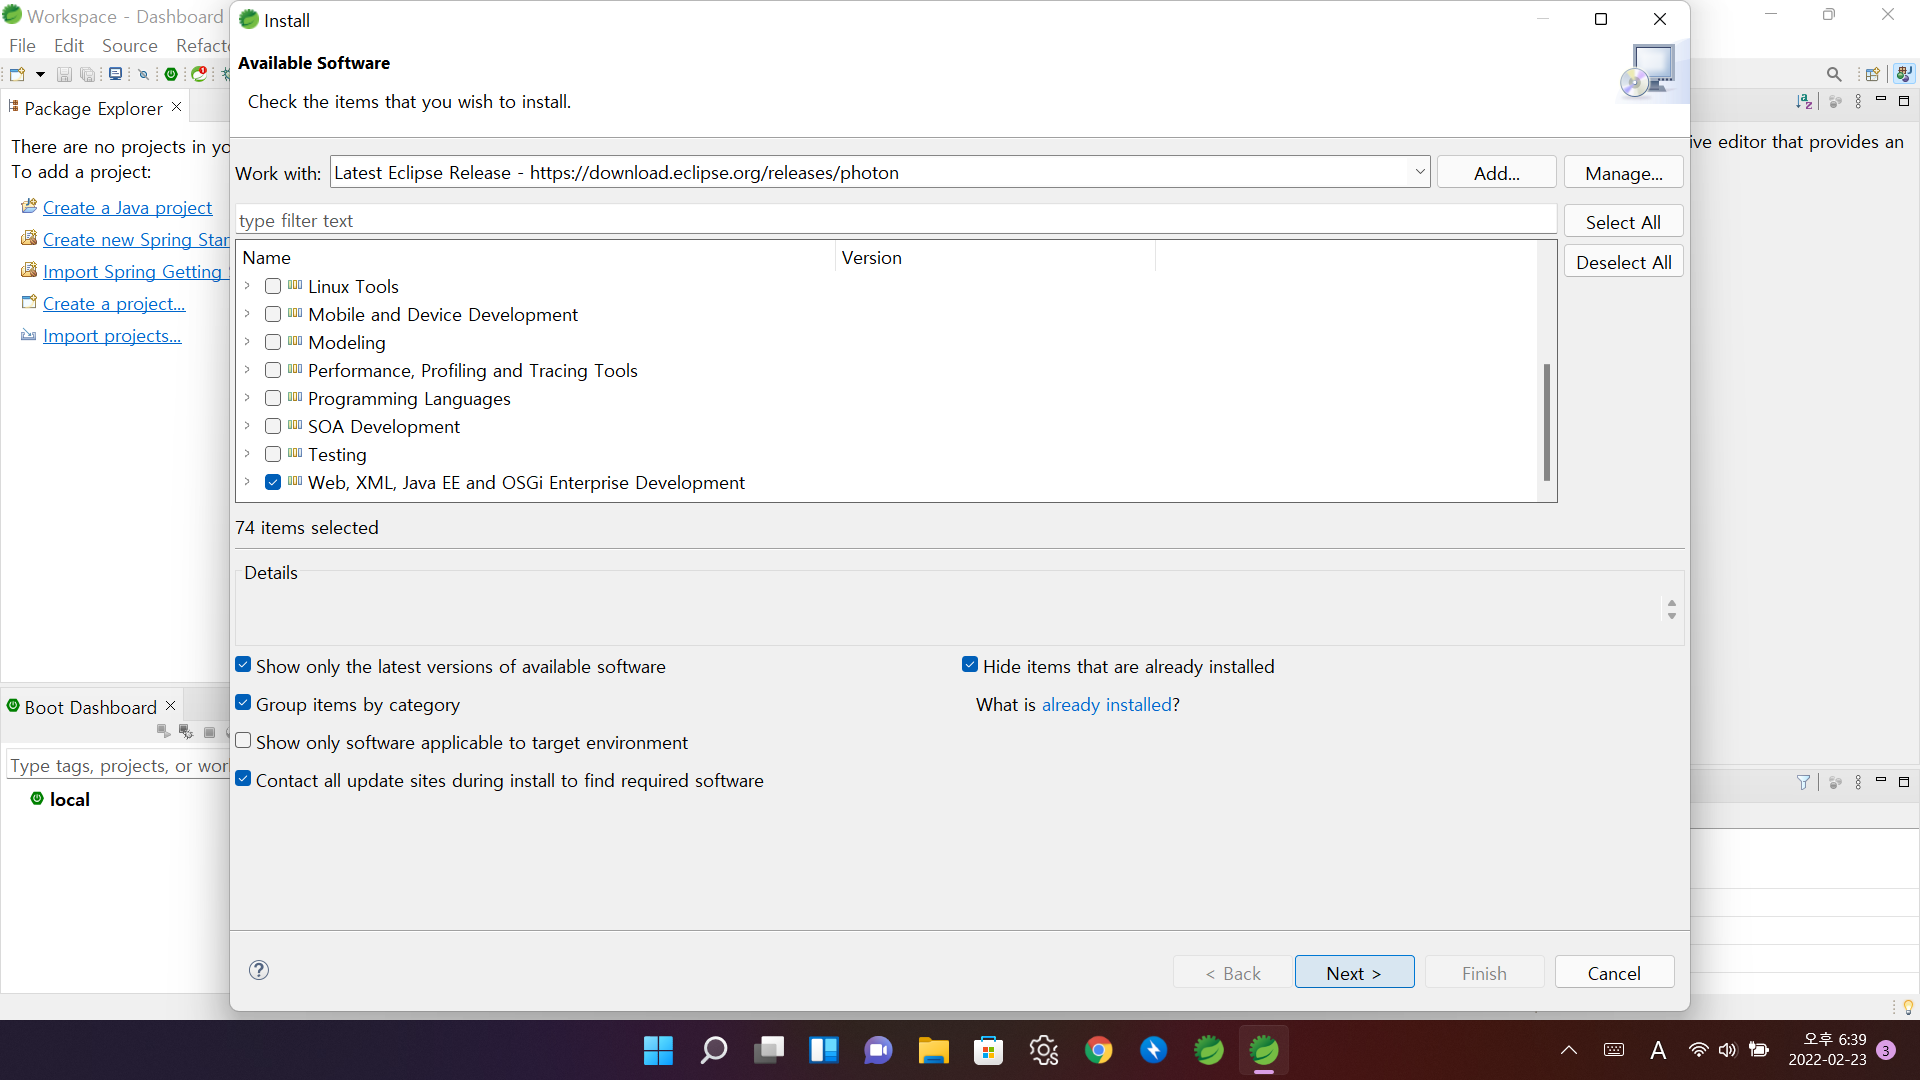 Workspace - Dashboard
Install
File Edit Source
Available Software
Check the items that you wish to install.
Package Explorer
There are no projects in
To add a project:
Create a Java project
Create new Spring
Import Spring Getting
Create a project...
Import projects...
ive editor that provides an
Work with: Latest Eclipse Release - https://download.eclipse.org/releases/photon
Add...
Manage...
type filter text
Select All
Deselect All
Name Version
Linux Tools
Mobile and Device Development
Modeling
Performance, Profiling and Tracing Tools
Programming Languages
SOA Development
Testing
Web, XML, Java EE and OSGi Enterprise Development
74 items selected
Details
Show only the latest versions of available software
Hide items that are already installed
Group items by category
What is already installed?
Show only software applicable to target environment
Contact all update sites during install to find required software
Boot Dashboard
Type tags, projects, or
local
< Back
Next >
Finish
Cancel
A
오후 6:39
2022-02-23
3